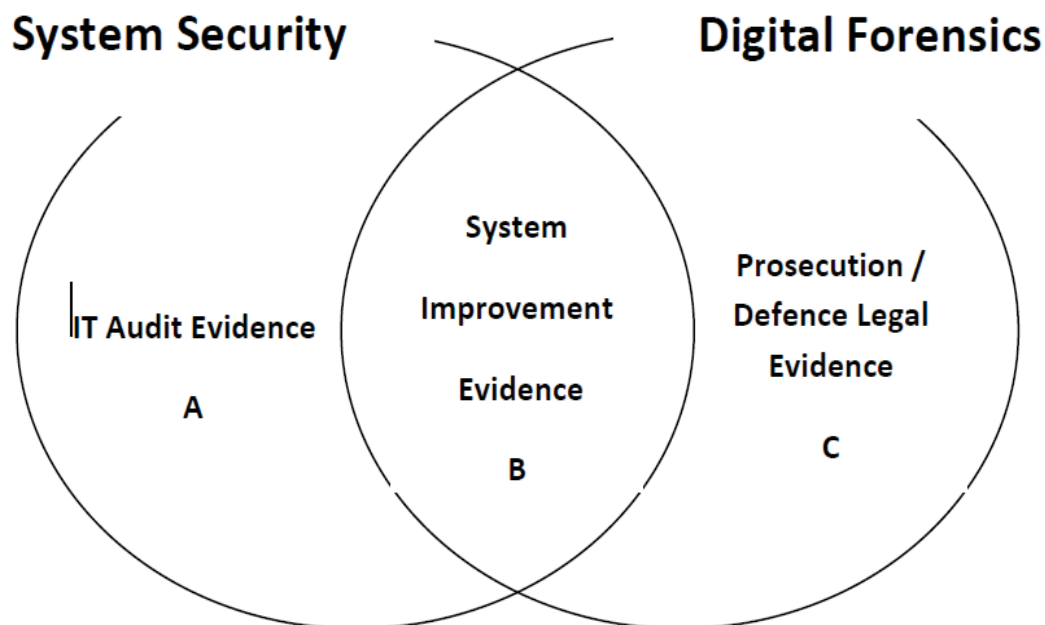 System Security
Digital Forensics
IT Audit Evidence
A
System
Improvement
Evidence
B
Prosecution /
Defence Legal
Evidence
C